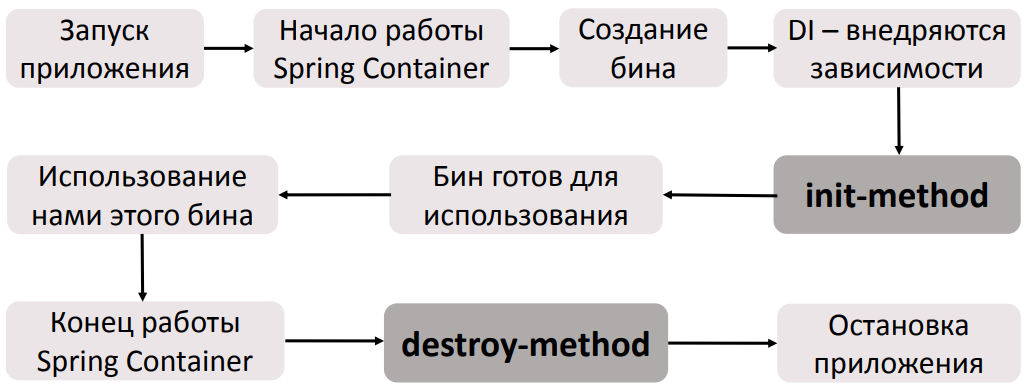 Запуск
приложения
Начало работы
Spring Container
Создание
бина
DI – внедряются
зависимости
init-method
Бин готов для
использования
Использование
нами этого бина
Конец работы
Spring Container
destroy-method
Остановка
приложения